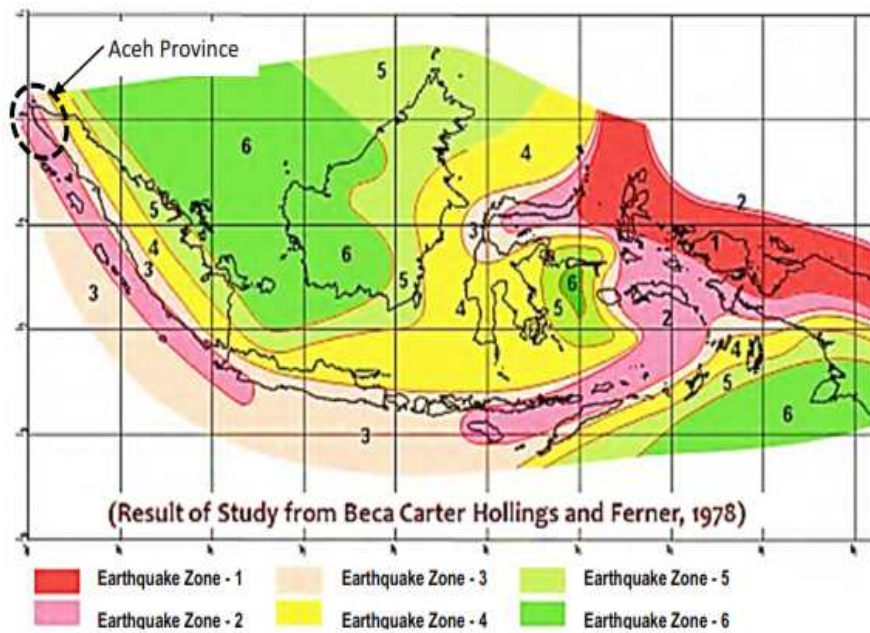 Aceh Province
5
6
4
2
3
5
1
4
6
6
5
3
3
4
5
2
4
5
6
3
(Result of Study from Beca Carter Hollings and Ferner, 1978)
Earthquake Zone - 1
Earthquake Zone - 3
Earthquake Zone - 5
Earthquake Zone - 2
Earthquake Zone - 4
Earthquake Zone - 6